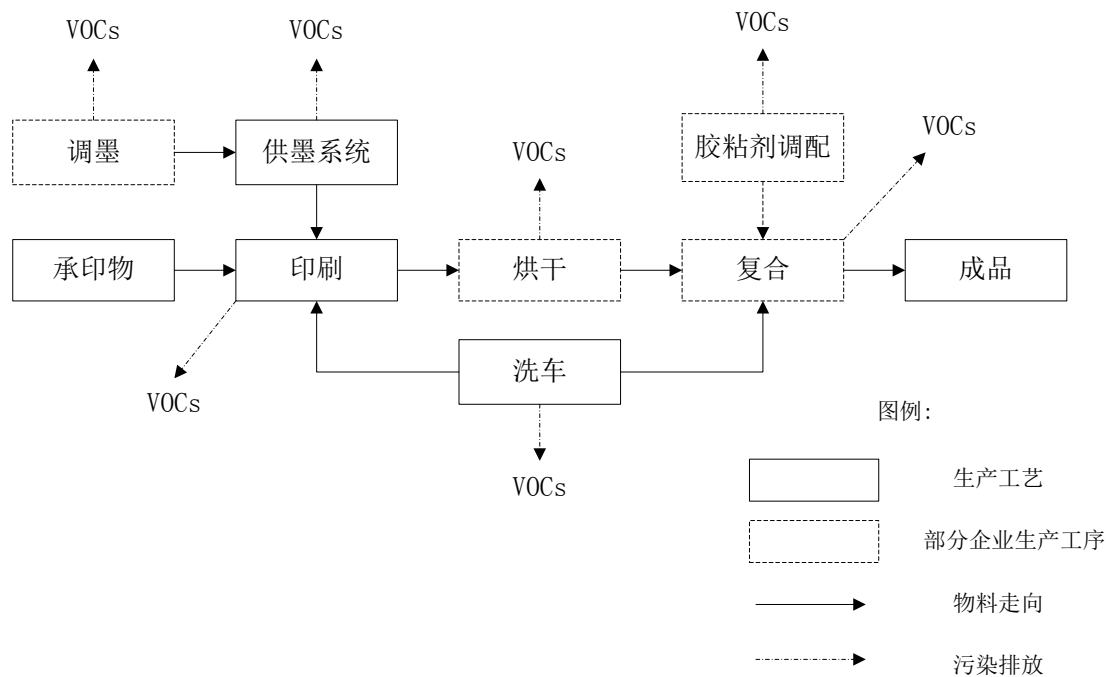 VOCs
VOCs
VOCs
调墨
供墨系统
VOCs
胶粘剂调配
VOCs
承印物
印刷
烘干
复合
成品
VOCs
洗车
VOCs
图例:
生产工艺
部分企业生产工序
物料走向
污染排放